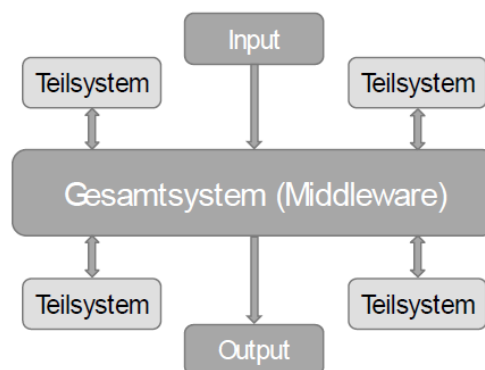 Input
Teilsystem
Teilsystem
Gesamtsystem (Middleware)
Teilsystem
Teilsystem
Output